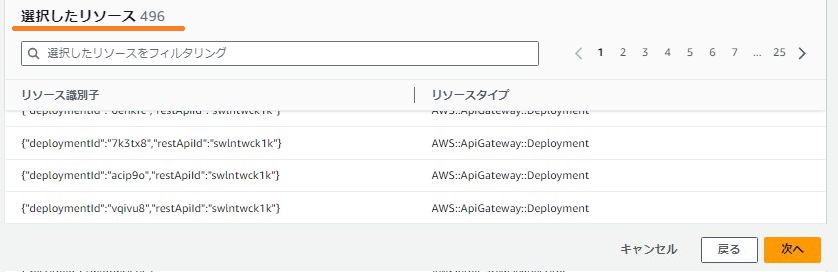 選択したリソース 496
選択したリソースをフィルタリング
1 2 3 4 5 6 7 ... 25
リソース識別子 リソースタイプ
AWS::ApiGateway::Deployment
{"deploymentId":"7k3tx8","restApiId":"swlntwck1k"} AWS::ApiGateway::Deployment
{"deploymentId":"acip9o","restApiId":"swlntwck1k"} AWS::ApiGateway::Deployment
{"deploymentId":"vqivu8","restApiId":"swlntwck1k"} AWS::ApiGateway::Deployment
キャンセル 戻る 次へ